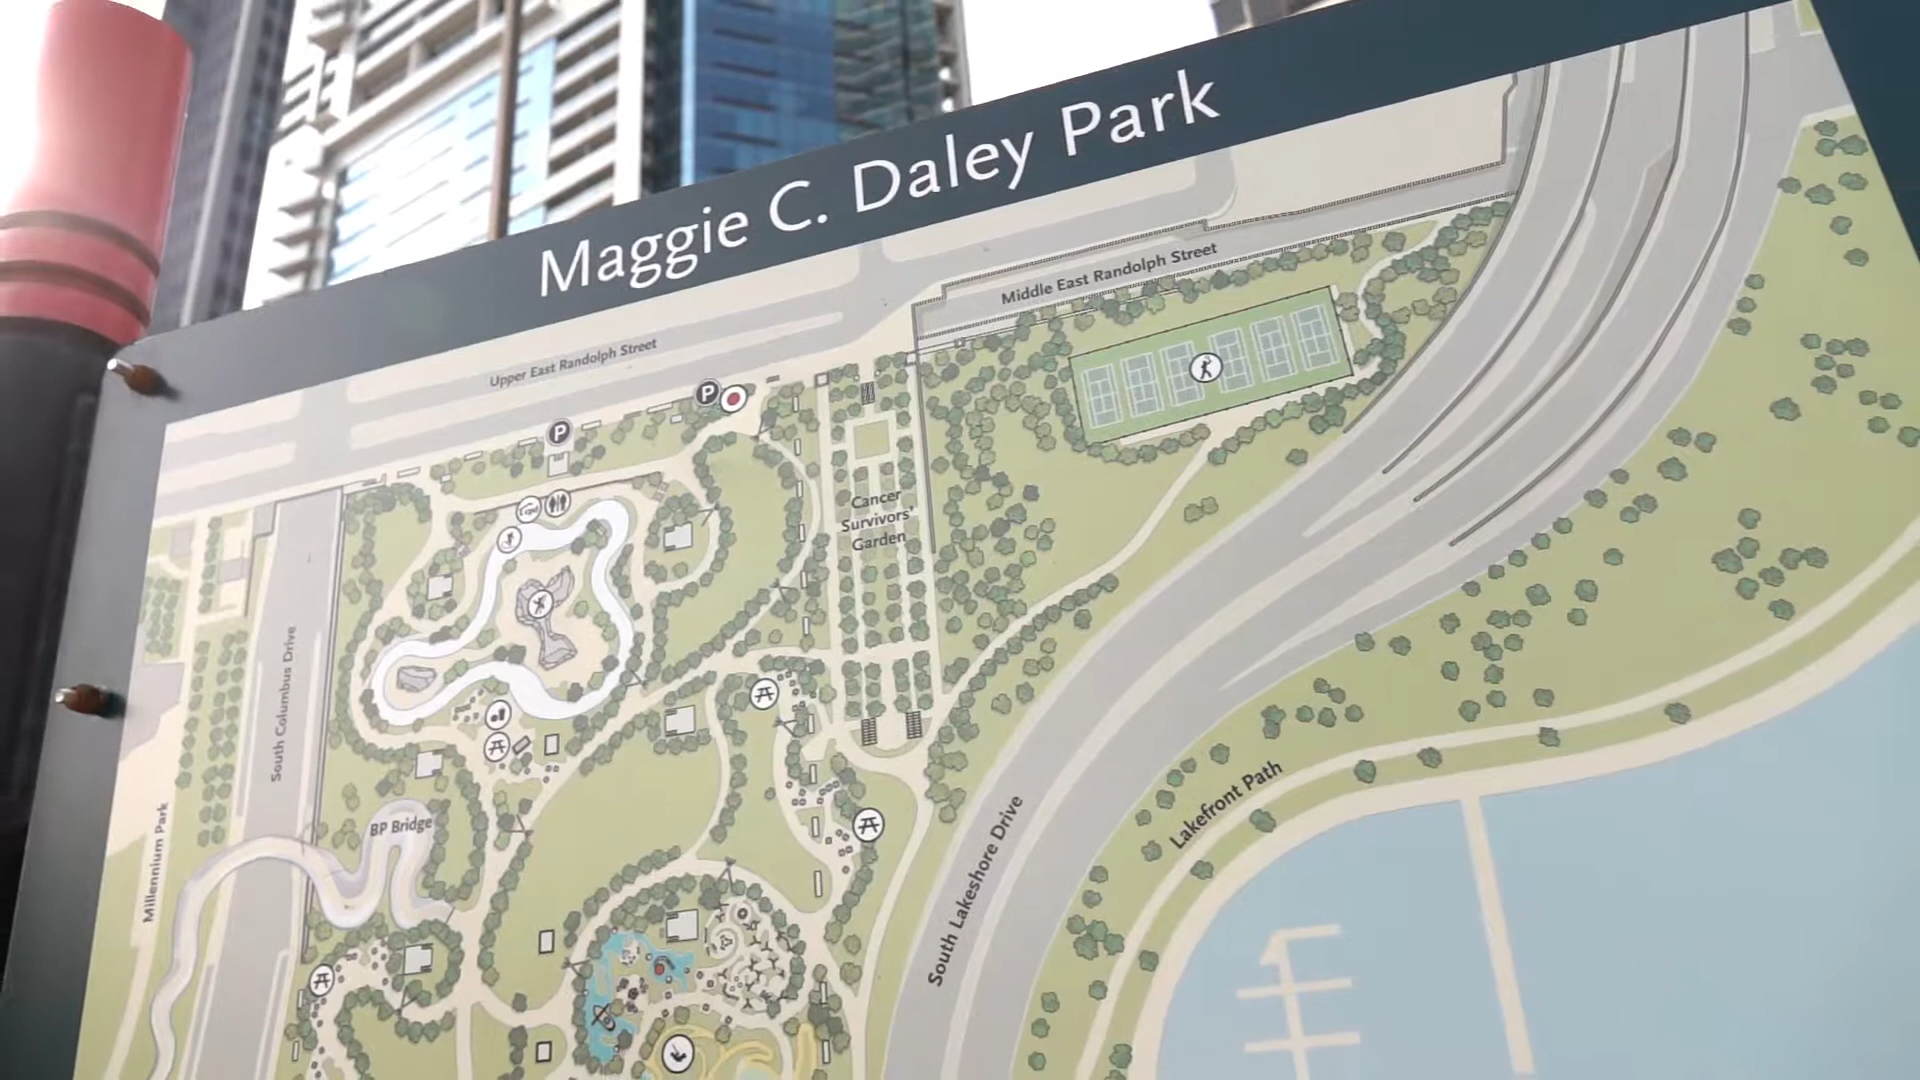 Maggie C. Daley Park
Middle East Randolph Street
Upper East Randolph Street
P
P
Cancer
Survivors'
Garden
South Columbus Drive
BP Bridge
Millennium Park
Lakefront Path
South Lakeshore Drive